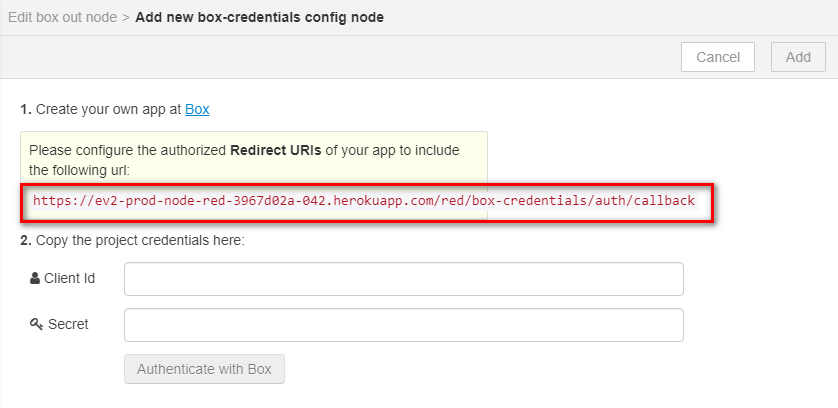 Edit box out node > Add new box-credentials config node
Cancel Add
1. Create your own app at Box
Please configure the authorized Redirect URIs of your app to include
the following url:
https://ev2-prod-node-red-3967d02a-042.herokuapp.com/red/box-credentials/auth/callback
2. Copy the project credentials here:
Client Id
Secret
Authenticate with Box